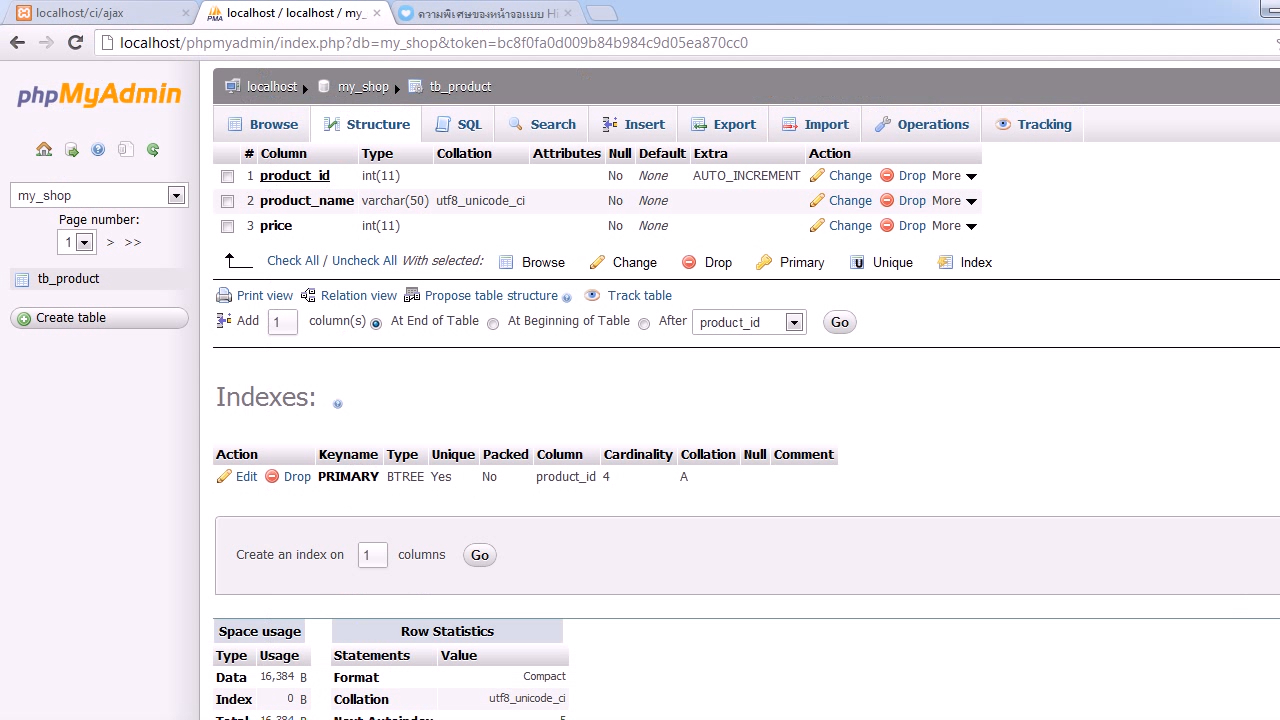 localhost/ci/ajax
localhost / localhost / my_
ความพิเศษของหน้าจอแบบ Hi
localhost/phpmyadmin/index.php?db=my_shop&token=bc8f0fa0d009b84b984c9d05ea870cc0
phpMyAdmin
my_shop
Page number:
1 > >>
tb_product
Create table
localhost my_shop tb_product
Browse Structure SQL Search Insert Export Import Operations Tracking
# Column Type Collation Attributes Null Default Extra Action
1 product_id int(11) No None AUTO_INCREMENT Change Drop More
2 product_name varchar(50) utf8_unicode_ci No None Change Drop More
3 price int(11) No None Change Drop More
Check All / Uncheck All With selected: Browse Change Drop Primary Unique Index
Print view Relation view Propose table structure Track table
Add 1 column(s) At End of Table At Beginning of Table After product_id Go
Indexes:
Action Keyname Type Unique Packed Column Cardinality Collation Null Comment
Edit Drop PRIMARY BTREE Yes No product_id 4 A
Create an index on 1 columns Go
Space usage
Type Usage
Data 16,384 B
Index 0 B
Total 16,384 B
Row Statistics
Statements Value
Format Compact
Collation utf8_unicode_ci
Next Autoindex 5